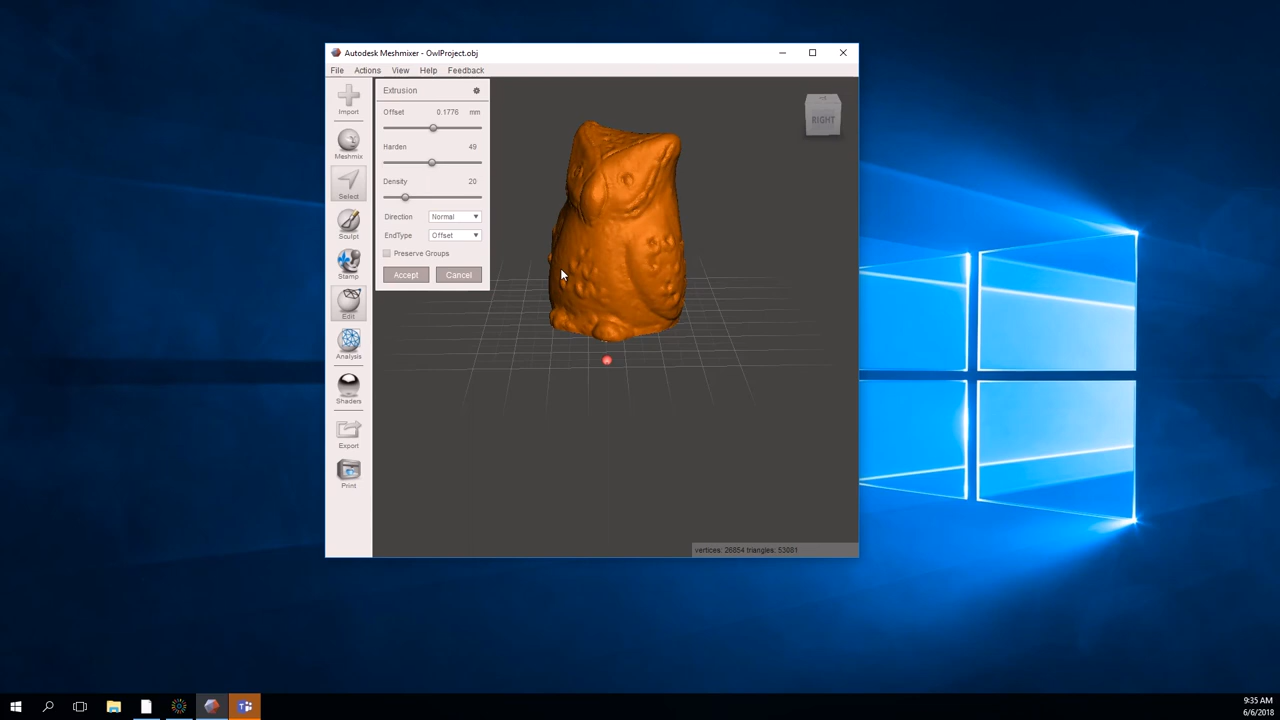 Autodesk Meshmixer - OwlProject.obj
File Actions View Help Feedback
Import
Meshmix
Select
Sculpt
Stamp
Edit
Analysis
Shaders
Export
Print
Extrusion
Offset 0.1776 mm
Harden 49
Density 20
Direction Normal
EndType Offset
Preserve Groups
Accept Cancel
RIGHT
vertices: 26854 triangles: 53081
9:35 AM
6/6/2018